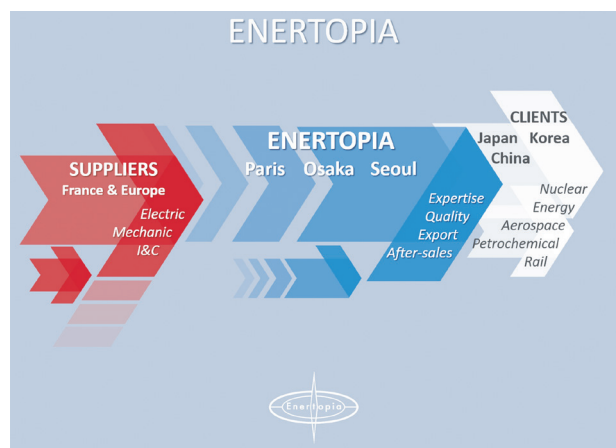 ENERTOPIA
SUPPLIERS
France & Europe
Electric
Mechanic
I&C
ENERTOPIA
Paris Osaka Seoul
Expertise
Quality
Export
After-sales
CLIENTS
Japan Korea
China
Nuclear
Energy
Aerospace
Petrochemical
Rail
Enertopia